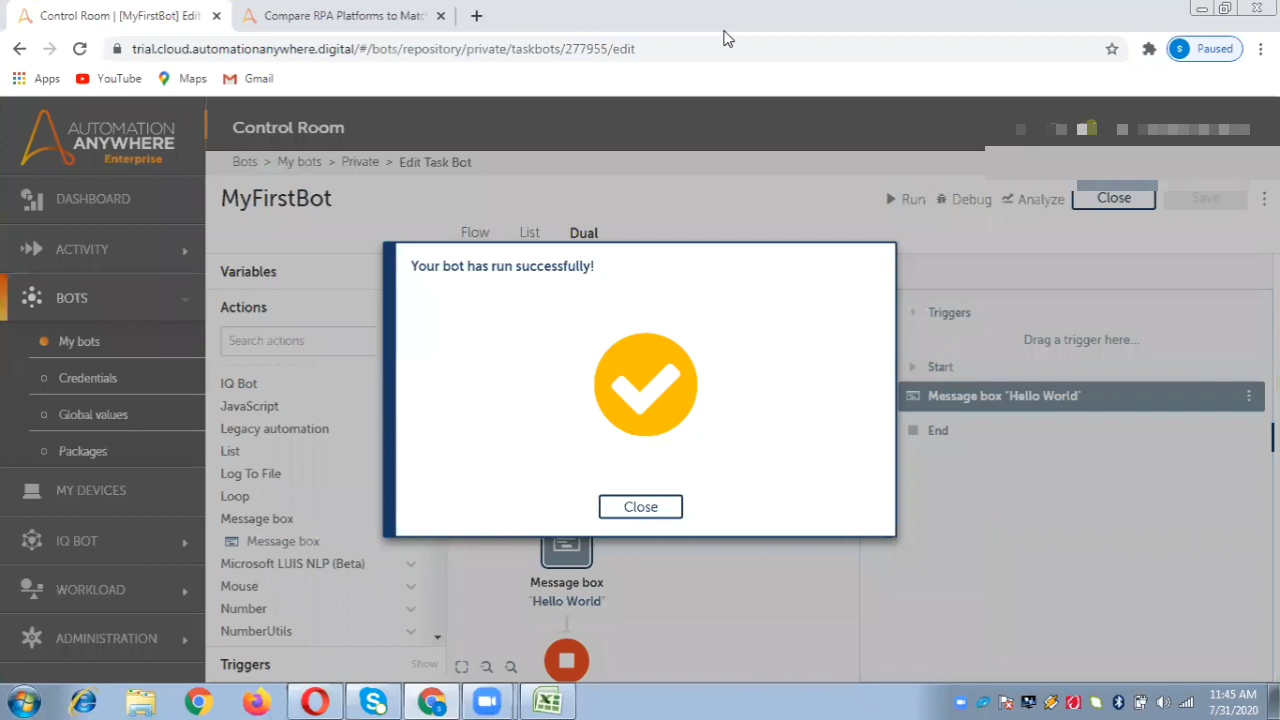 Control Room | [MyFirstBot] Edit
Compare RPA Platforms to Matc
trial.cloud.automationanywhere.digital/#/bots/repository/private/taskbots/277955/edit
S Paused
Apps YouTube Maps Gmail
AUTOMATION
ANYWHERE
Enterprise
Control Room
Bots > My bots > Private > Edit Task Bot
DASHBOARD
MyFirstBot
Run Debug Analyze Close Save
Flow List Dual
ACTIVITY
Your bot has run successfully!
Variables
BOTS
Actions
Triggers
Search actions
Drag a trigger here...
My bots
Start
Credentials
IQ Bot
Message box "Hello World"
JavaScript
Global values
Legacy automation
End
Packages
List
Log To File
MY DEVICES
Loop
Close
Message box
IQ BOT
Message box
Microsoft LUIS NLP (Beta)
WORKLOAD
Mouse
Message box
"Hello World"
Number
ADMINISTRATION
NumberUtils
Triggers Show
11:45 AM
7/31/2020